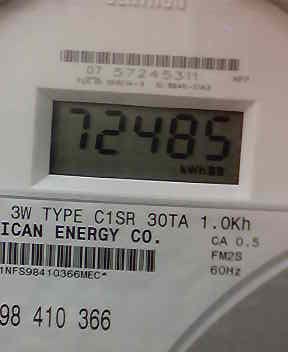 07 57245311
72485
kWh
3W TYPE C1SR 30TA 1.0Kh
ICAN ENERGY CO.
CA 0.5
FM2S
60Hz
1NFS98410366MEC*
98 410 366